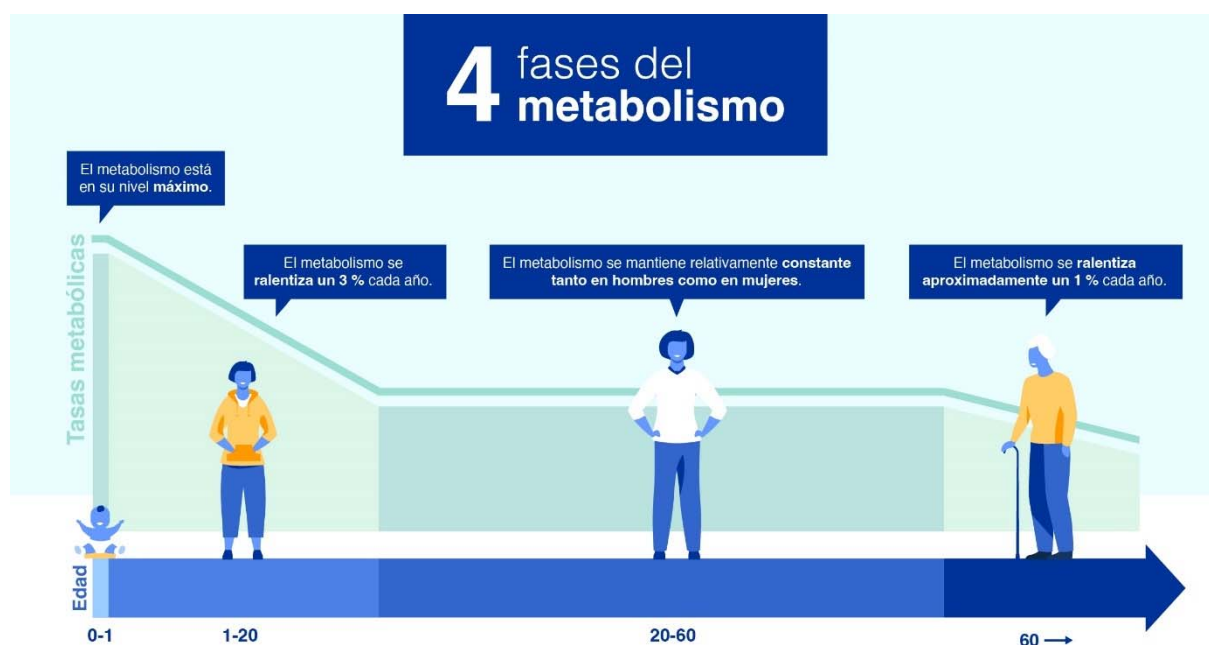 4 fases del
metabolismo
El metabolismo está
en su nivel máximo.
El metabolismo se
ralentiza un 3 % cada año.
El metabolismo se mantiene relativamente constante
tanto en hombres como en mujeres.
El metabolismo se ralentiza
aproximadamente un 1 % cada año.
Tasas metabólicas
Edad
0-1
1-20
20-60
60